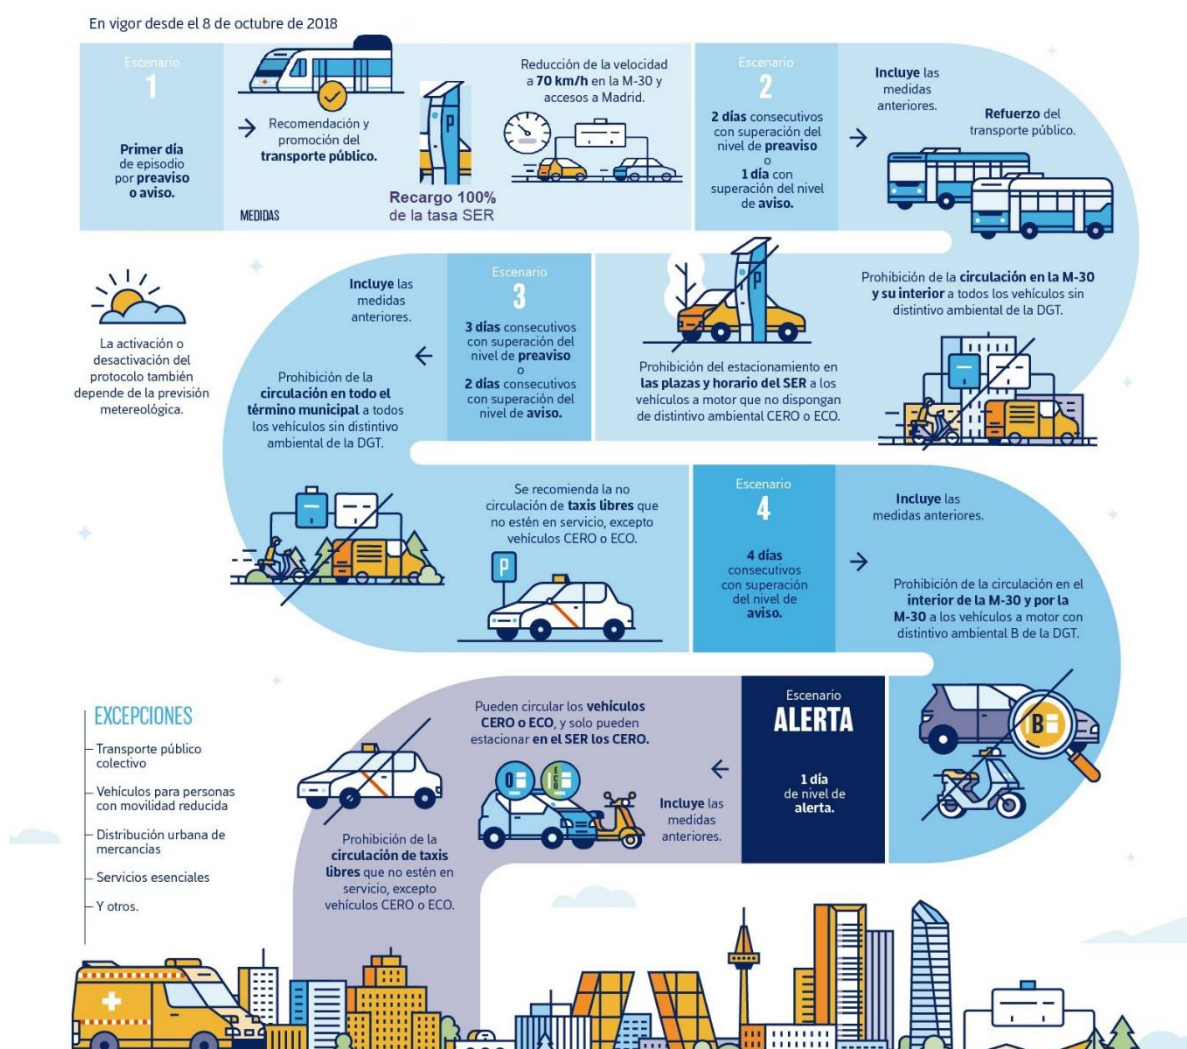 En vigor desde el 8 de octubre de 2018
Escenario
1
Primer día
de episodio
por preaviso
o aviso.
MEDIDAS
Recomendación y
promoción del
transporte público.
P
Recargo 100%
de la tasa SER
Reducción de la velocidad
a 70 km/h en la M-30 y
accesos a Madrid.
Escenario
2
2 días consecutivos
con superación del
nivel de preaviso
o
1 día con
superación del nivel
de aviso.
Incluye las
medidas
anteriores.
Refuerzo del
transporte público.
Prohibición de la circulación en la M-30
y su interior a todos los vehículos sin
distintivo ambiental de la DGT.
P
Prohibición del estacionamiento en
las plazas y horario del SER a los
vehículos a motor que no dispongan
de distintivo ambiental CERO o ECO.
Escenario
3
3 días consecutivos
con superación del
nivel de preaviso
o
2 días consecutivos
con superación del
nivel de aviso.
Incluye las
medidas
anteriores.
Prohibición de la
circulación en todo el
término municipal a todos
los vehículos sin distintivo
ambiental de la DGT.
La activación o
desactivación del
protocolo también
depende de la previsión
metereológica.
Se recomienda la no
circulación de taxis libres que
no estén en servicio, excepto
vehículos CERO o ECO.
P
Escenario
4
4 días
consecutivos
con superación
del nivel de
aviso.
Incluye las
medidas anteriores.
Prohibición de la circulación en el
interior de la M-30 y por la
M-30 a los vehículos a motor con
distintivo ambiental B de la DGT.
B
Escenario
ALERTA
1 día
de nivel de
alerta.
Incluye las
medidas
anteriores.
Pueden circular los vehículos
CERO o ECO, y solo pueden
estacionar en el SER los CERO.
0
ECO
Prohibición de la
circulación de taxis
libres que no estén en
servicio, excepto
vehículos CERO o ECO.
EXCEPCIONES
Transporte público
colectivo
Vehículos para personas
con movilidad reducida
Distribución urbana de
mercancías
Servicios esenciales
Y otros.